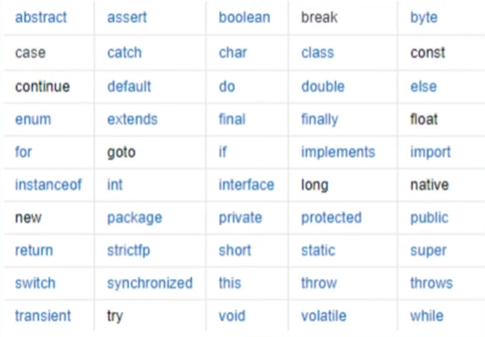 abstract assert boolean break byte
case catch char class const
continue default do double else
enum extends final finally float
for goto if implements import
instanceof int interface long native
new package private protected public
return strictfp short static super
switch synchronized this throw throws
transient try void volatile while